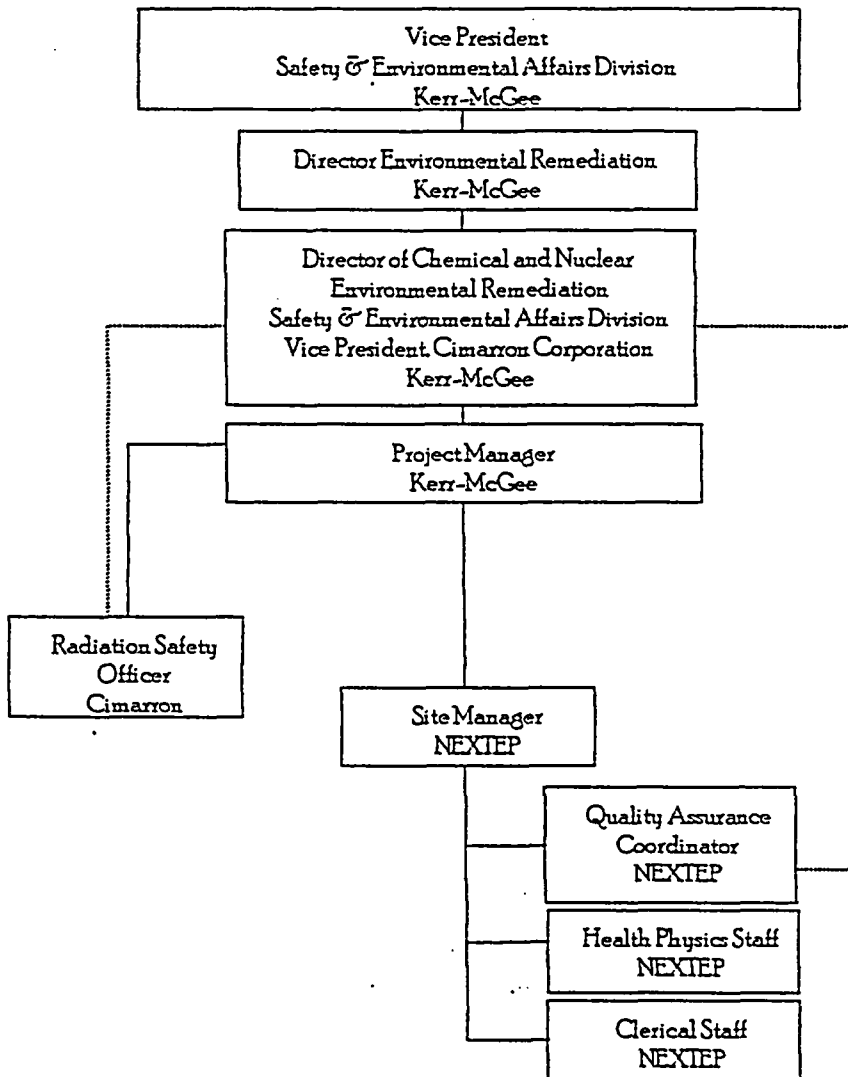 Vice President
Safety & Environmental Affairs Division
Kerr-McGee
Director Environmental Remediation
Kerr-McGee
Director of Chemical and Nuclear
Environmental Remediation
Safety & Environmental Affairs Division
Vice President, Cimarron Corporation
Kerr-McGee
Project Manager
Kerr-McGee
Radiation Safety
Officer
Cimarron
Site Manager
NEXTEP
Quality Assurance
Coordinator
NEXTEP
Health Physics Staff
NEXTEP
Clerical Staff
NEXTEP